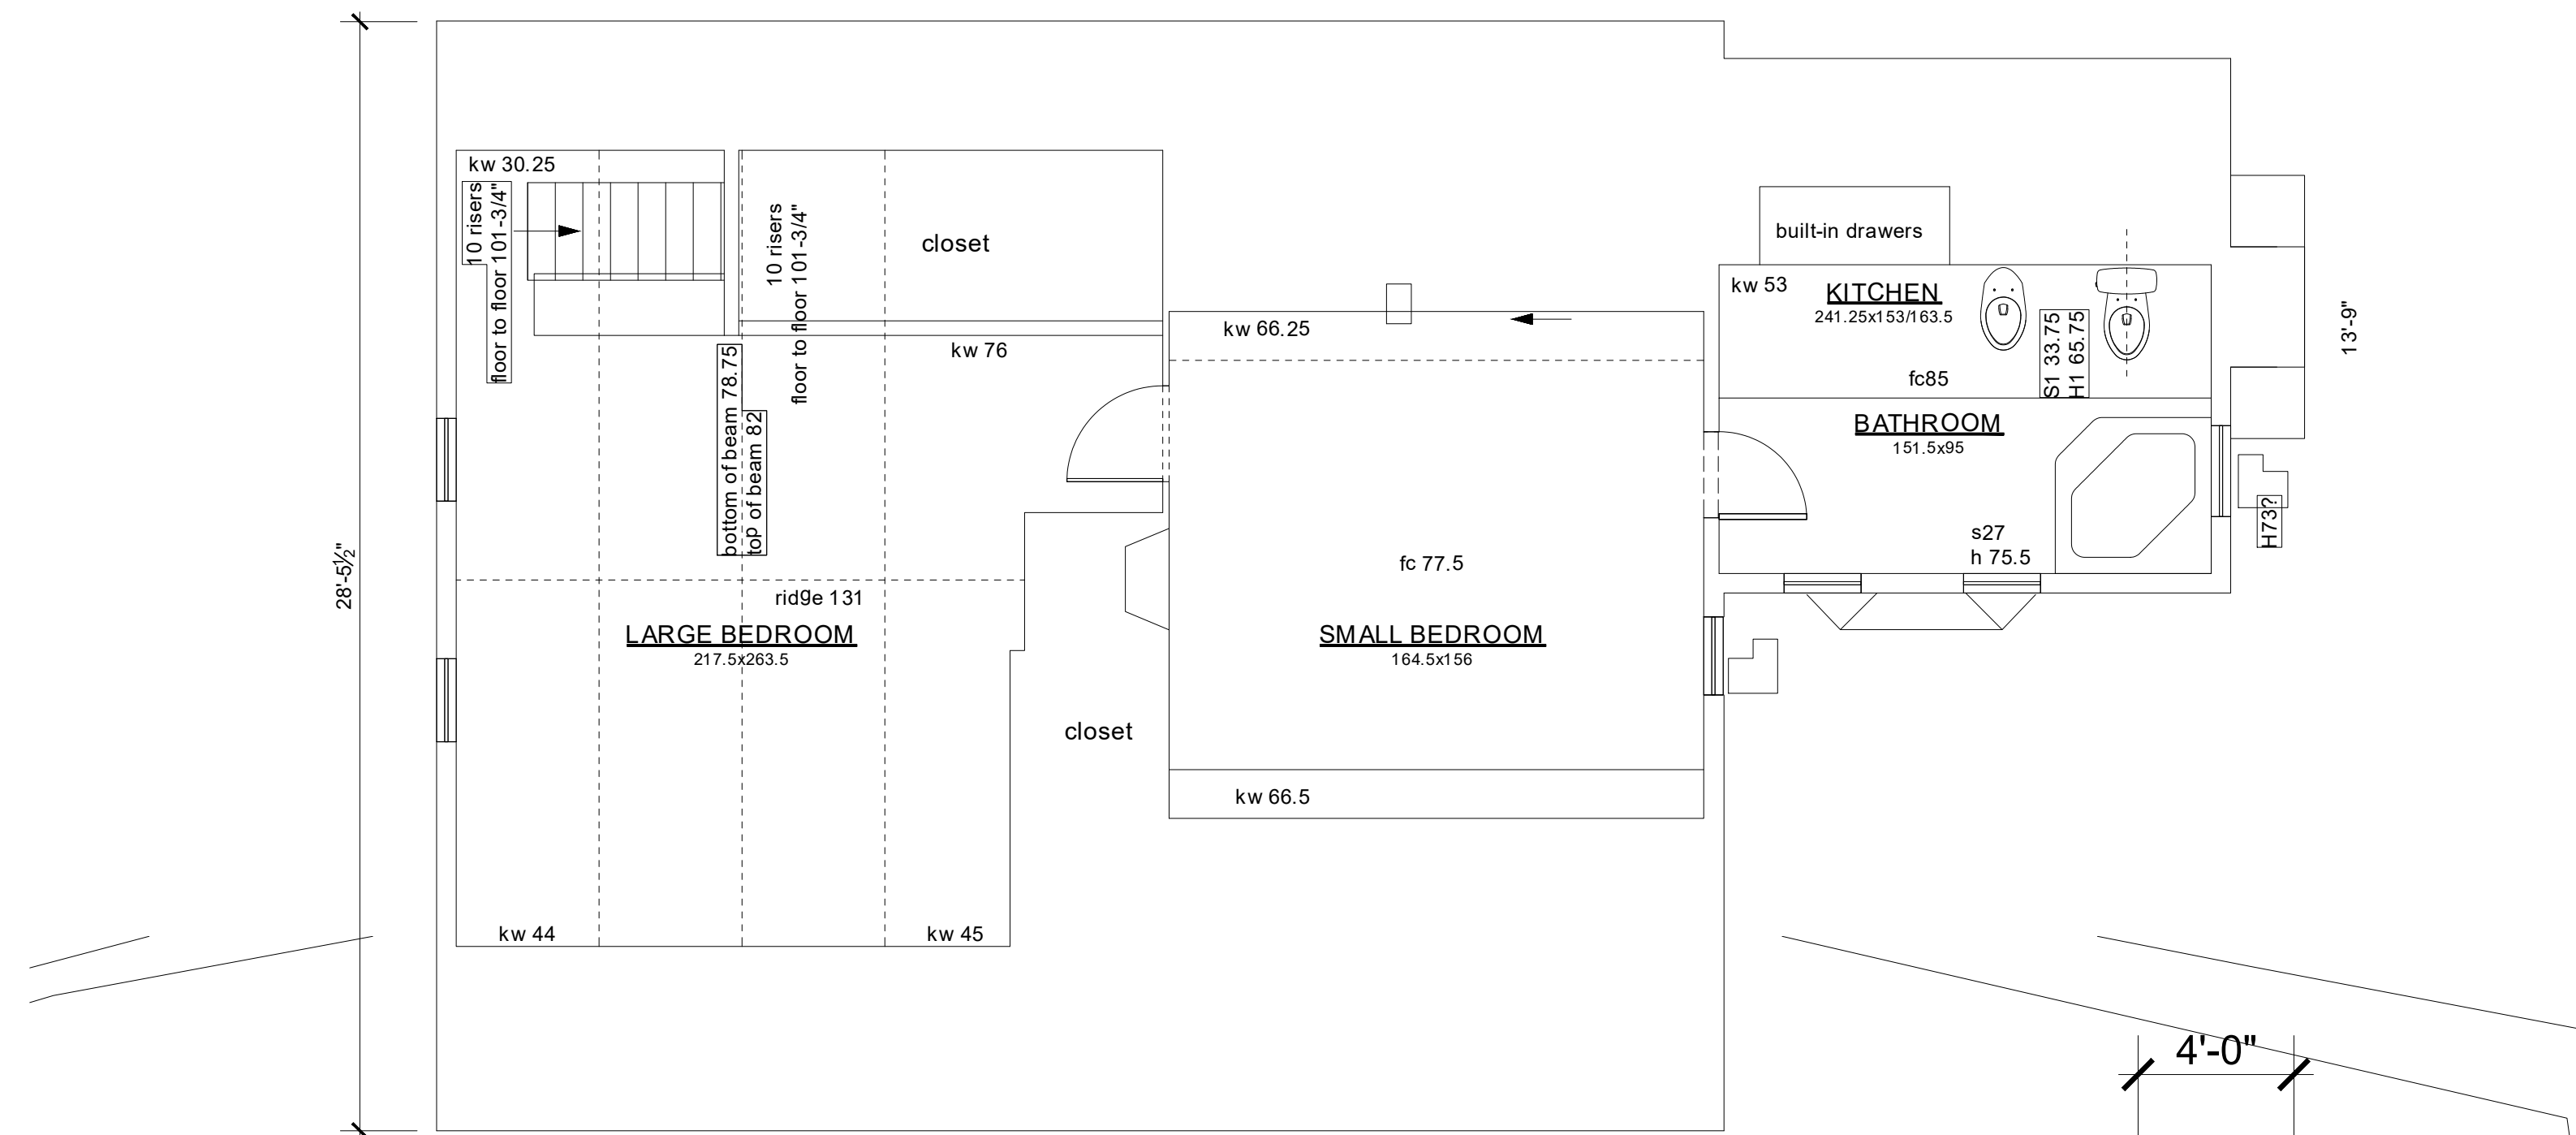 kw 30.25
10 risers
floor to floor 101-3/4"
10 risers
floor to floor 101-3/4"
closet
built-in drawers
kw 53
KITCHEN
241.25x153/163.5
S1 33.75
H1 65.75
13'-9"
kw 66.25
kw 76
bottom of beam 78.75
top of beam 82
fc85
BATHROOM
151.5x95
H73?
s27
h 75.5
28'-5½"
fc 77.5
ridge 131
LARGE BEDROOM
217.5x263.5
SMALL BEDROOM
164.5x156
closet
kw 66.5
kw 44
kw 45
4'-0"